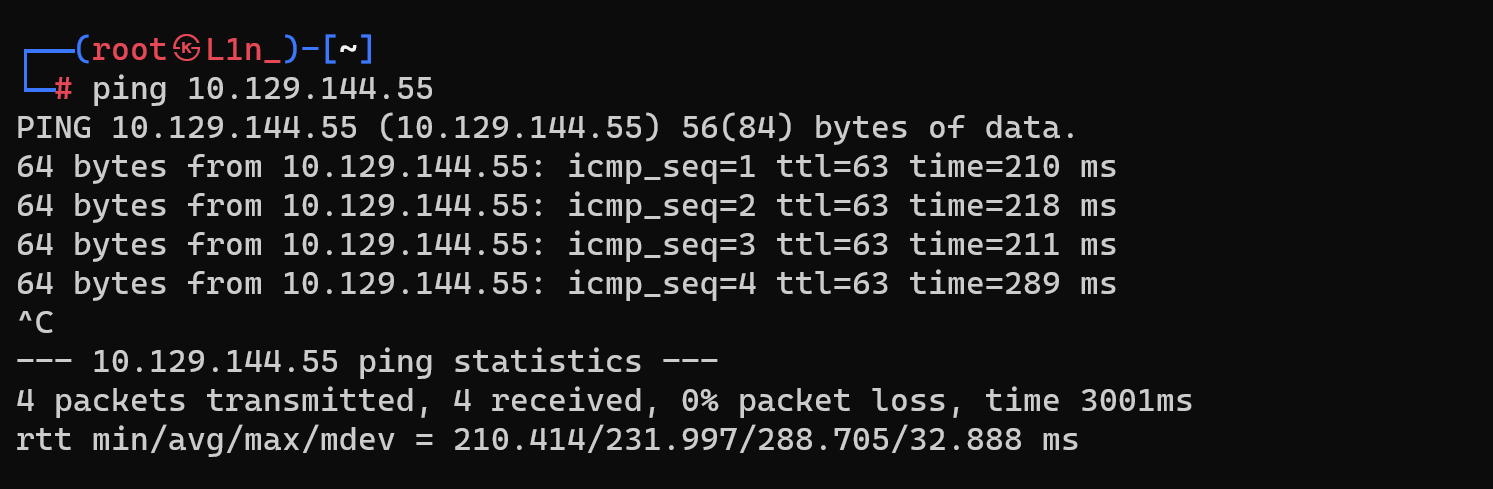 ┌──(root㉿L1n_)-[~]
└─# ping 10.129.144.55
PING 10.129.144.55 (10.129.144.55) 56(84) bytes of data.
64 bytes from 10.129.144.55: icmp_seq=1 ttl=63 time=210 ms
64 bytes from 10.129.144.55: icmp_seq=2 ttl=63 time=218 ms
64 bytes from 10.129.144.55: icmp_seq=3 ttl=63 time=211 ms
64 bytes from 10.129.144.55: icmp_seq=4 ttl=63 time=289 ms
^C
--- 10.129.144.55 ping statistics ---
4 packets transmitted, 4 received, 0% packet loss, time 3001ms
rtt min/avg/max/mdev = 210.414/231.997/288.705/32.888 ms